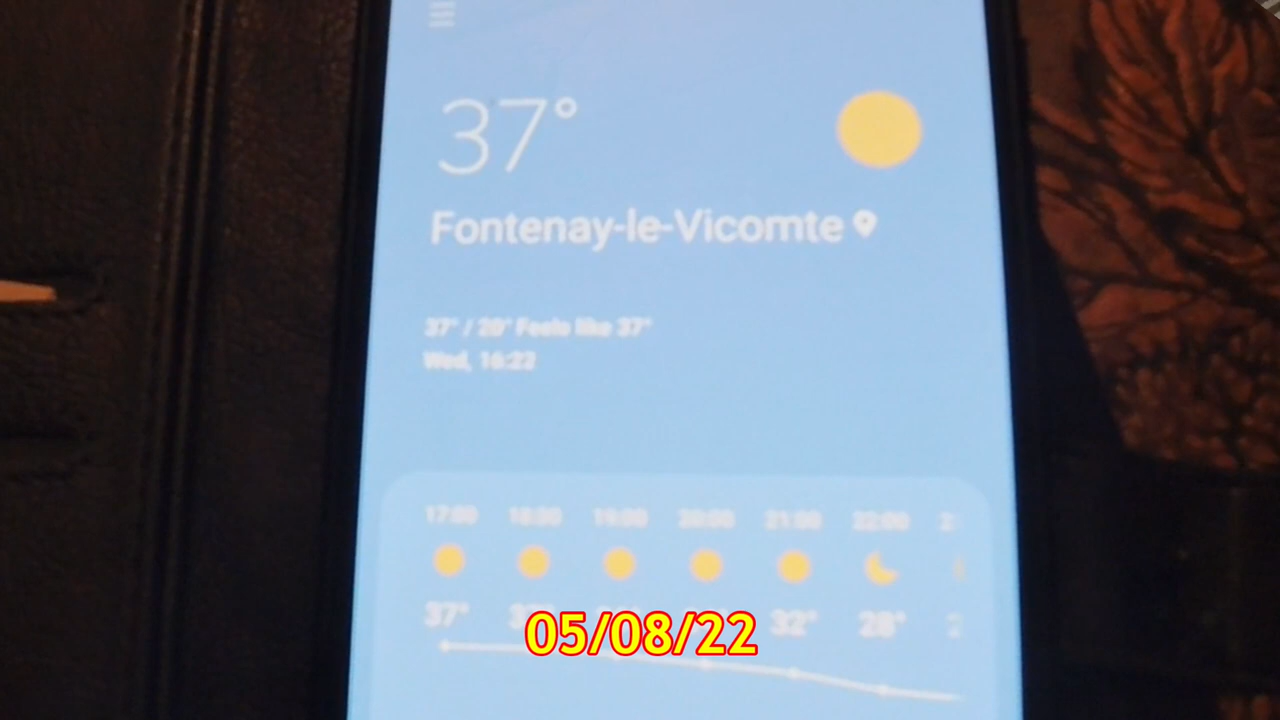 37°
Fontenay-le-Vicomte
37° / 20° Feels like 37°
Wed, 16:22
17:00 18:00 19:00 20:00 21:00 22:00
37° 32° 28°
05/08/22